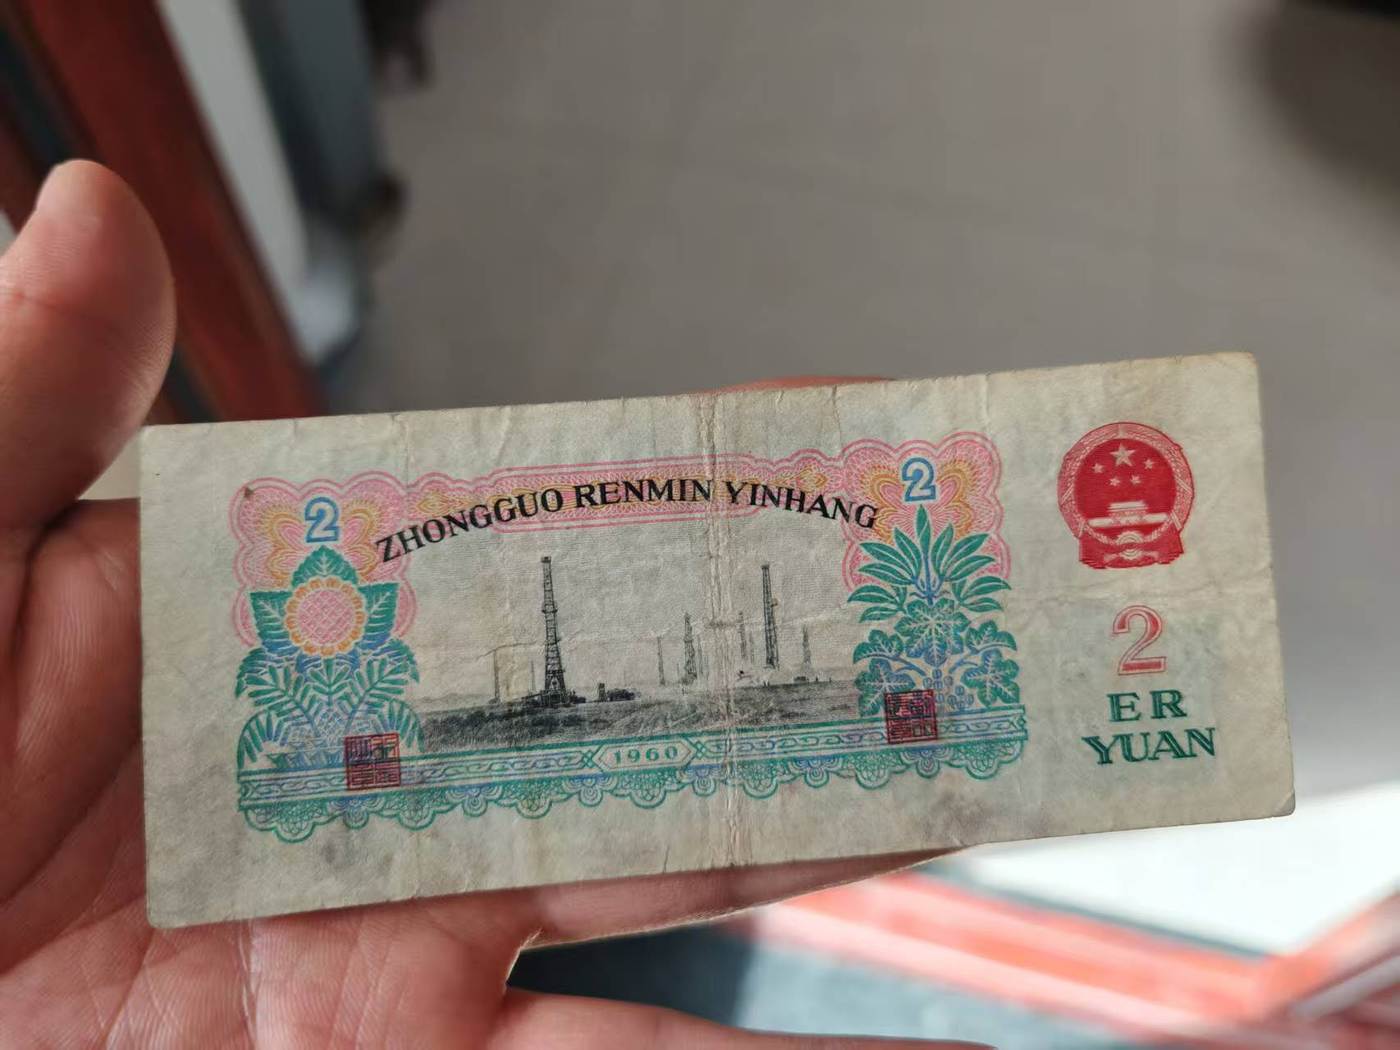 2
ZHONGGUO RENMIN YINHANG
2
1960
2
ER
YUAN